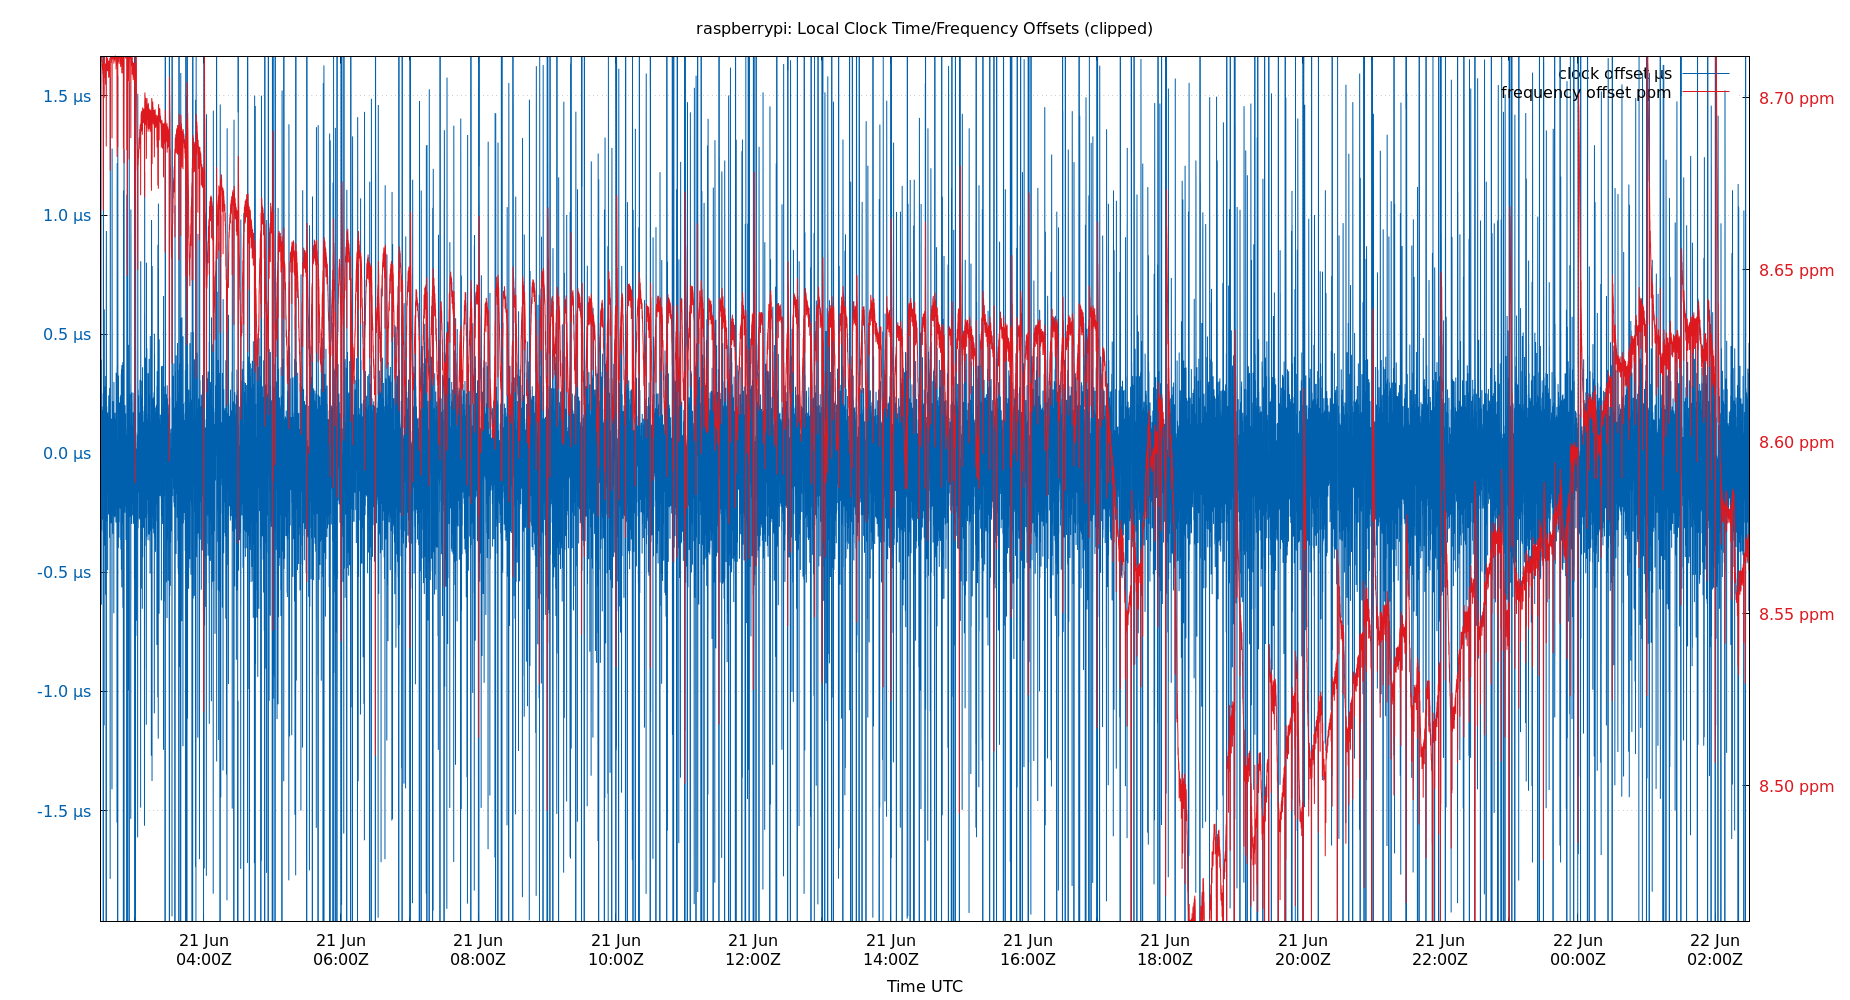 raspberrypi: Local Clock Time/Frequency Offsets (clipped)
clock offset µs
frequency offset ppm
1.5 µs
1.0 µs
0.5 µs
0.0 µs
-0.5 µs
-1.0 µs
-1.5 µs
8.70 ppm
8.65 ppm
8.60 ppm
8.55 ppm
8.50 ppm
21 Jun 21 Jun 21 Jun 21 Jun 21 Jun 21 Jun 21 Jun 21 Jun 21 Jun 21 Jun 22 Jun 22 Jun
04:00Z 06:00Z 08:00Z 10:00Z 12:00Z 14:00Z 16:00Z 18:00Z 20:00Z 22:00Z 00:00Z 02:00Z
Time UTC